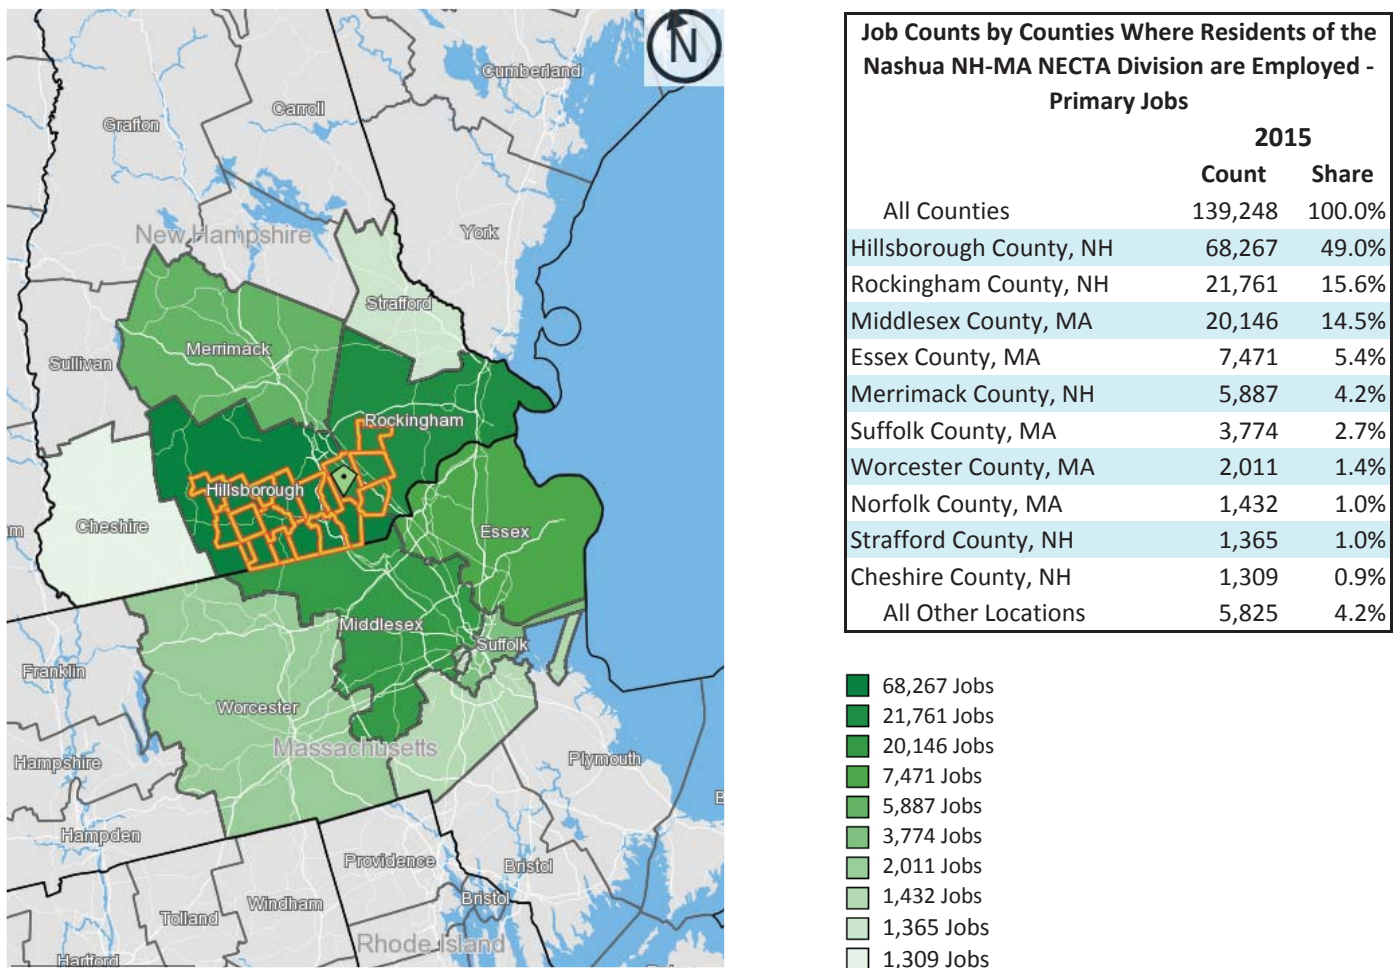 N
Cumberland
Carroll
Grafton
New Hampshire
York
Strafford
Merrimack
Sullivan
Rockingham
Hillsborough
Cheshire
Essex
am
Middlesex
Suffolk
Franklin
Worcester
Massachusetts
Plymouth
Hampshire
Hampden
Providence
Bristol
Bristol
Windham
Tolland
Rhode Island
Hartford
Job Counts by Counties Where Residents of the
Nashua NH-MA NECTA Division are Employed -
Primary Jobs
2015
Count Share
All Counties 139,248 100.0%
Hillsborough County, NH 68,267 49.0%
Rockingham County, NH 21,761 15.6%
Middlesex County, MA 20,146 14.5%
Essex County, MA 7,471 5.4%
Merrimack County, NH 5,887 4.2%
Suffolk County, MA 3,774 2.7%
Worcester County, MA 2,011 1.4%
Norfolk County, MA 1,432 1.0%
Strafford County, NH 1,365 1.0%
Cheshire County, NH 1,309 0.9%
All Other Locations 5,825 4.2%
68,267 Jobs
21,761 Jobs
20,146 Jobs
7,471 Jobs
5,887 Jobs
3,774 Jobs
2,011 Jobs
1,432 Jobs
1,365 Jobs
1,309 Jobs